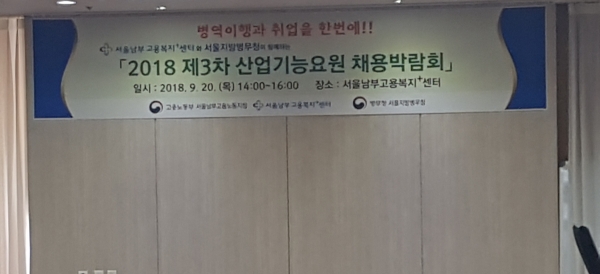 병역이행과 취업을 한번에!!
서울남부고용복지+센터와 서울지방병무청이 함께하는
「2018 제3차 산업기능요원 채용박람회」
일시 : 2018. 9. 20. (목) 14:00~16:00 장소 : 서울남부고용복지+센터
고용노동부 서울남부고용노동지청 서울남부고용복지+센터 병무청 서울지방병무청